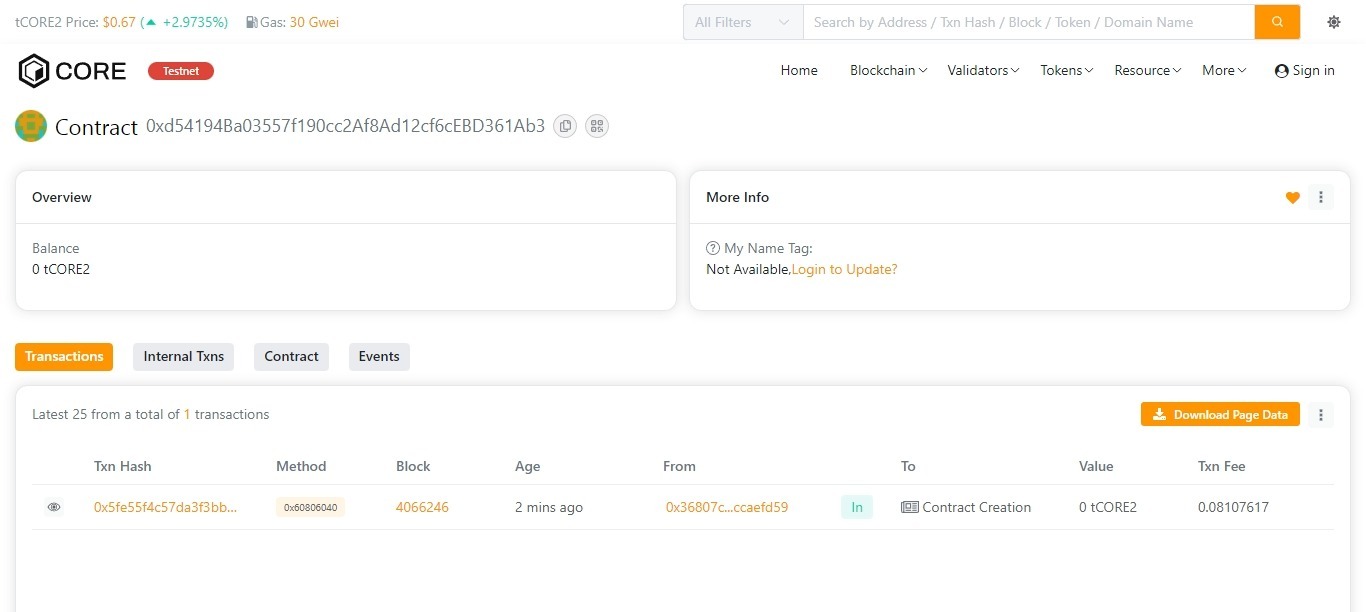 tCORE2 Price: $0.67 (▲ +2.9735%) Gas: 30 Gwei All Filters Search by Address / Txn Hash / Block / Token / Domain Name
CORE Testnet Home Blockchain Validators Tokens Resource More Sign in
Contract 0xd54194Ba03557f190cc2Af8Ad12cf6cEBD361Ab3
Overview
Balance
0 tCORE2
More Info
My Name Tag:
Not Available,Login to Update?
Transactions Internal Txns Contract Events
Latest 25 from a total of 1 transactions Download Page Data
Txn Hash Method Block Age From To Value Txn Fee
0x5fe55f4c57da3f3bb... 0x60806040 4066246 2 mins ago 0x36807c...ccaefd59 In Contract Creation 0 tCORE2 0.08107617